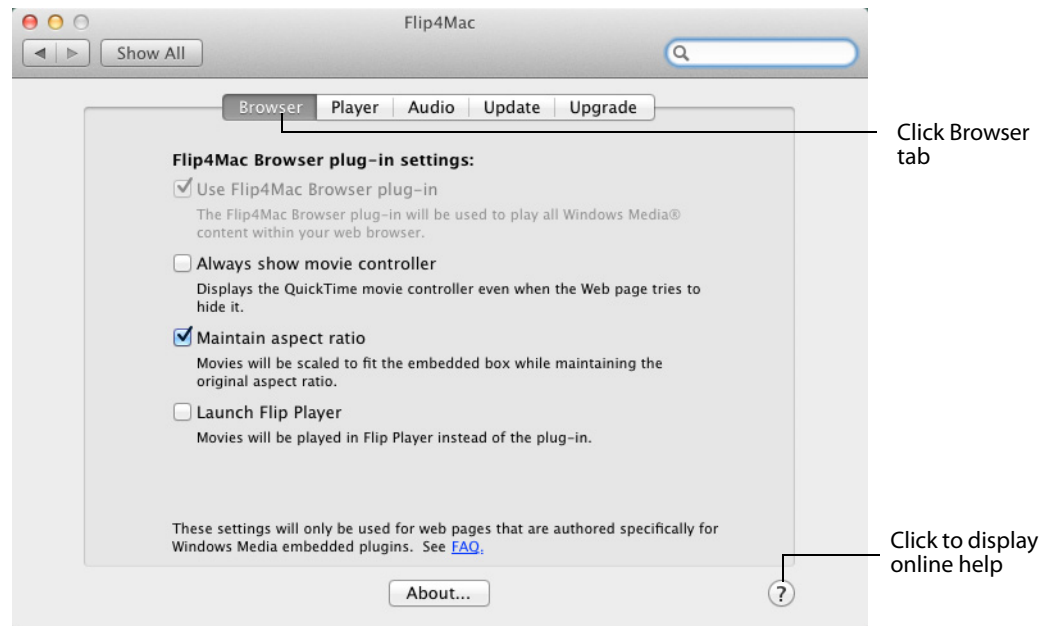 Flip4Mac
Show All
Browser Player Audio Update Upgrade
Click Browser
tab
Flip4Mac Browser plug-in settings:
Use Flip4Mac Browser plug-in
The Flip4Mac Browser plug-in will be used to play all Windows Media®
content within your web browser.
Always show movie controller
Displays the QuickTime movie controller even when the Web page tries to
hide it.
Maintain aspect ratio
Movies will be scaled to fit the embedded box while maintaining the
original aspect ratio.
Launch Flip Player
Movies will be played in Flip Player instead of the plug-in.
These settings will only be used for web pages that are authored specifically for
Windows Media embedded plugins. See FAQ.
Click to display
online help
About...
?